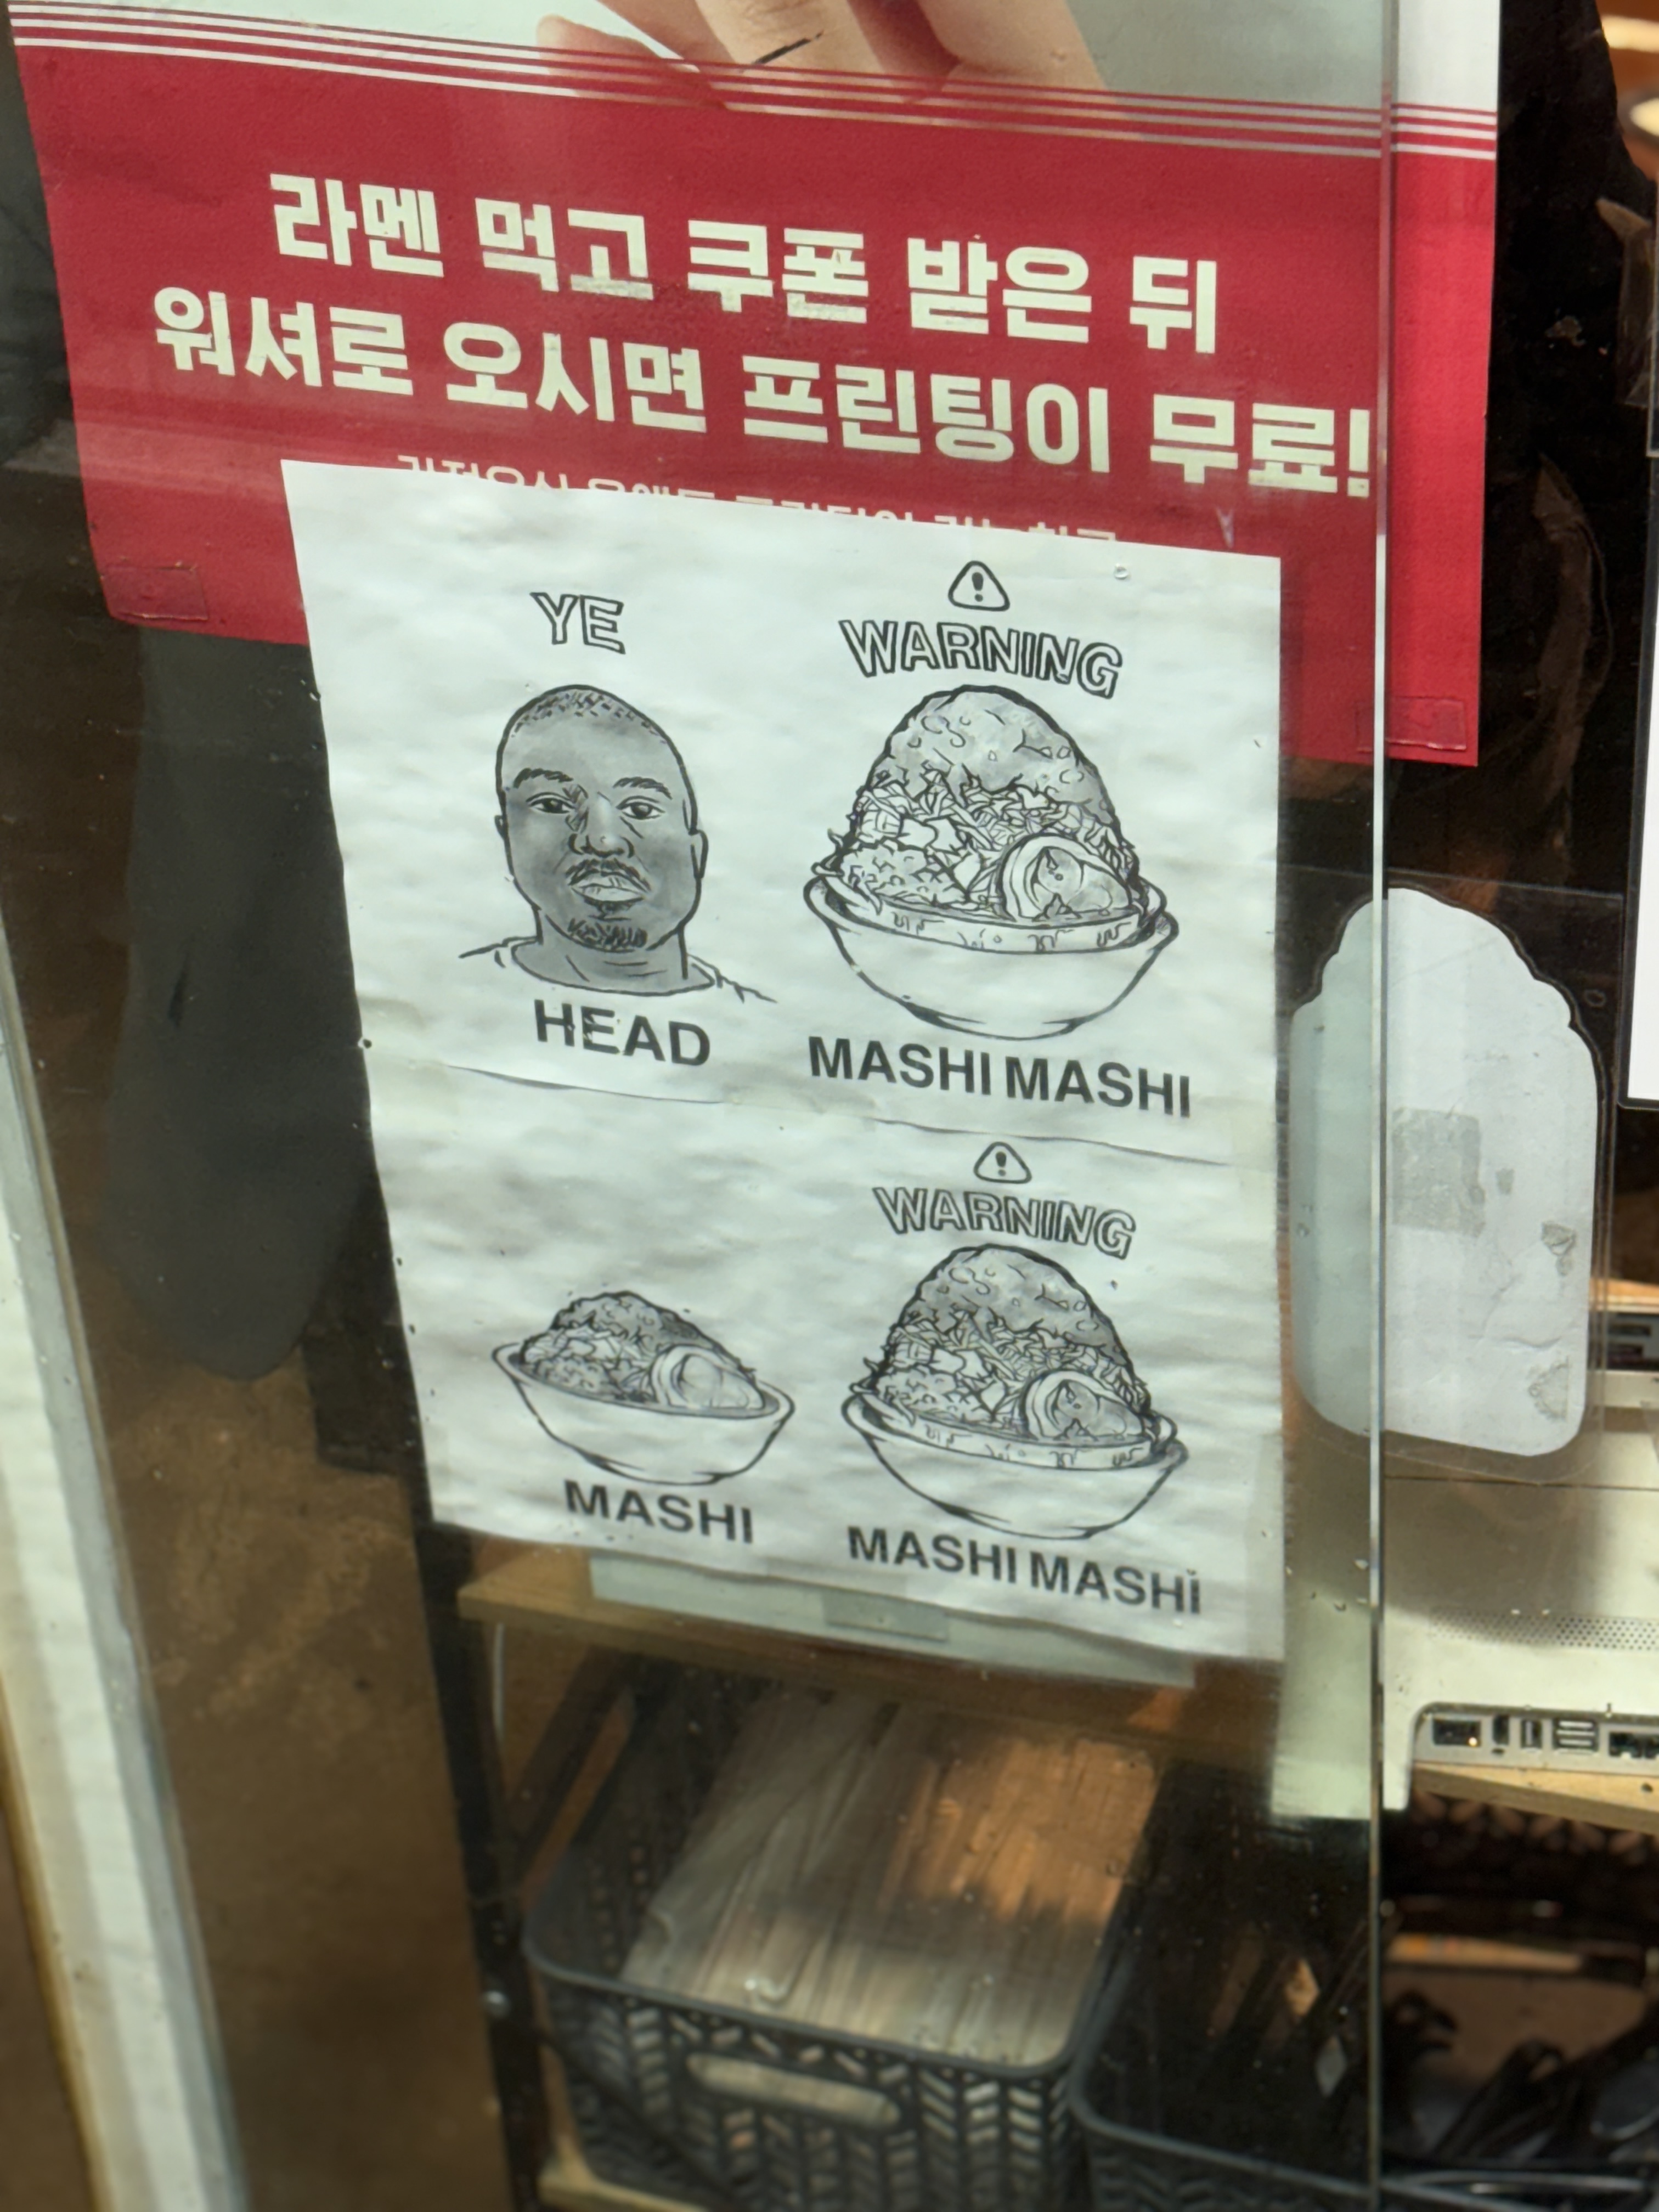 라멘 먹고 쿠폰 받은 뒤
워셔로 오시면 프린팅이 무료!
YE
HEAD
WARNING
MASHI MASHI
MASHI
WARNING
MASHI MASHI